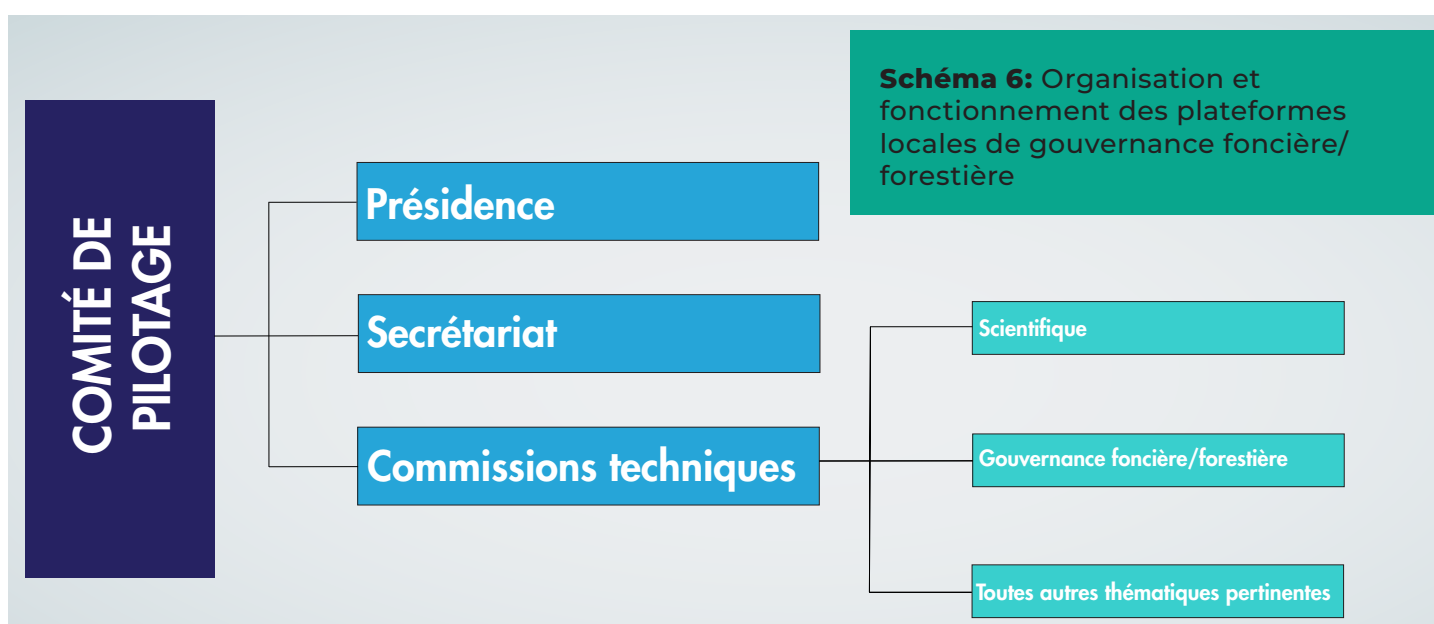 Schéma 6: Organisation et
fonctionnement des plateformes
locales de gouvernance foncière/
forestière
COMITÉ DE
PILOTAGE
Présidence
Secrétariat
Commissions techniques
Scientifique
Gouvernance foncière/forestière
Toutes autres thématiques pertinentes